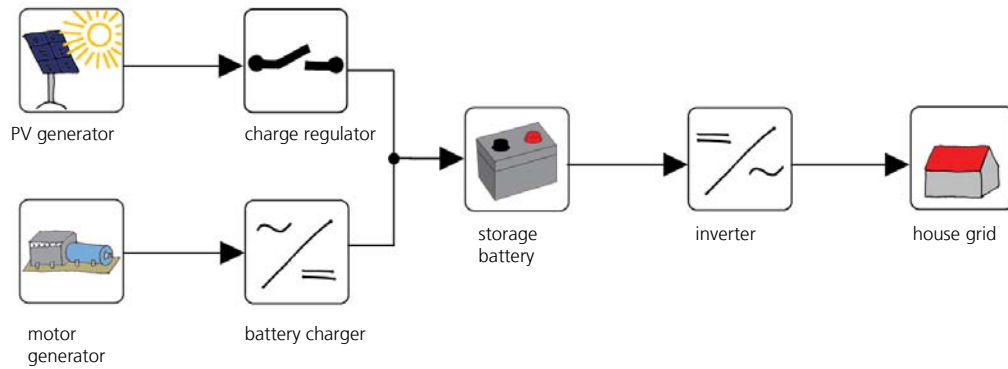 PV generator
charge regulator
storage
battery
inverter
house grid
motor
generator
battery charger